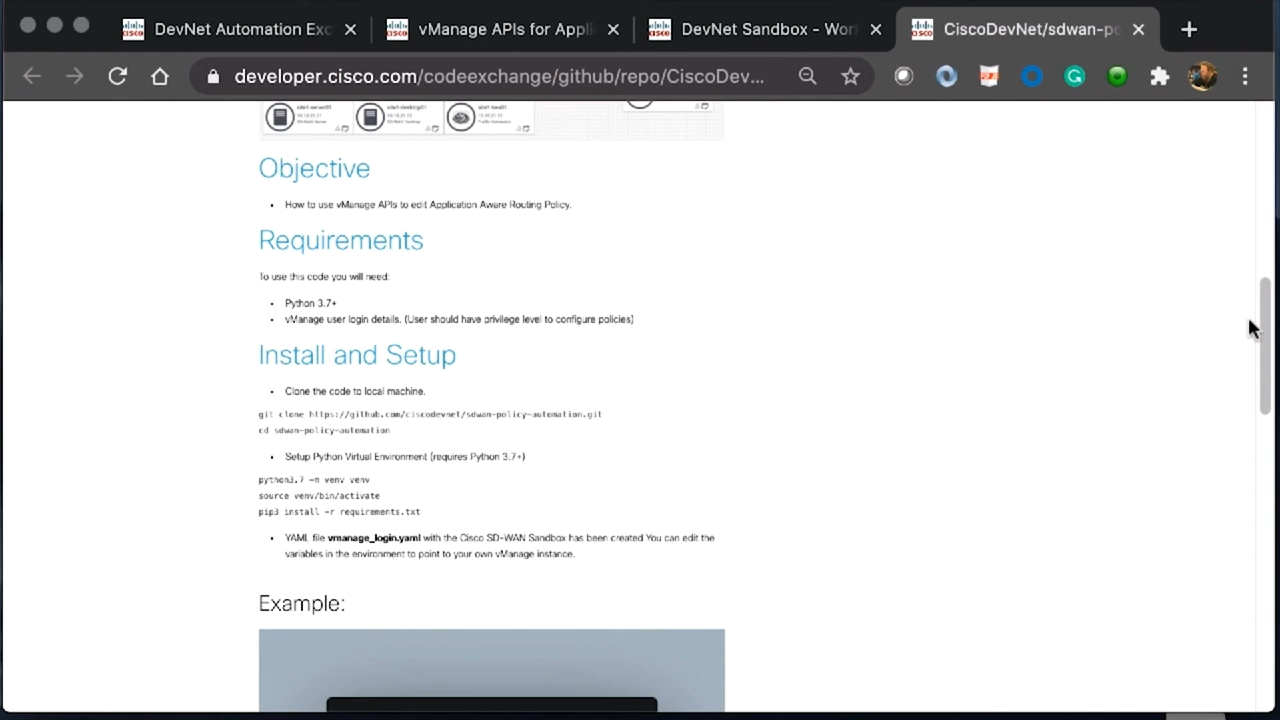 DevNet Automation Exc
vManage APIs for Appli
DevNet Sandbox - Work
CiscoDevNet/sdwan-po
developer.cisco.com/codeexchange/github/repo/CiscoDev...
Objective
• How to use vManage APIs to edit Application Aware Routing Policy.
Requirements
To use this code you will need:
• Python 3.7+
• vManage user login details. (User should have privilege level to configure policies)
Install and Setup
• Clone the code to local machine.
git clone https://github.com/ciscodevnet/sdwan-policy-automation.git
cd sdwan-policy-automation
• Setup Python Virtual Environment (requires Python 3.7+)
python3.7 -m venv venv
source venv/bin/activate
pip3 install -r requirements.txt
• YAML file vmanage_login.yaml with the Cisco SD-WAN Sandbox has been created You can edit the
variables in the environment to point to your own vManage instance.
Example: